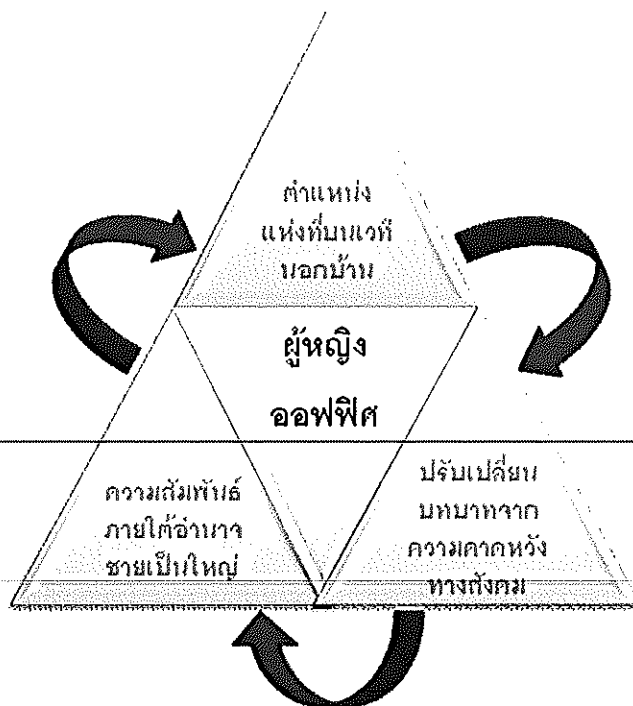 ตำแหน่ง
แห่งที่บนเวที
นอกบ้าน
ผู้หญิง
ออฟฟิศ
ความสัมพันธ์
ภายใต้อำนาจ
ชายเป็นใหญ่
ปรับเปลี่ยน
บทบาทจาก
ความคาดหวัง
ทางสังคม